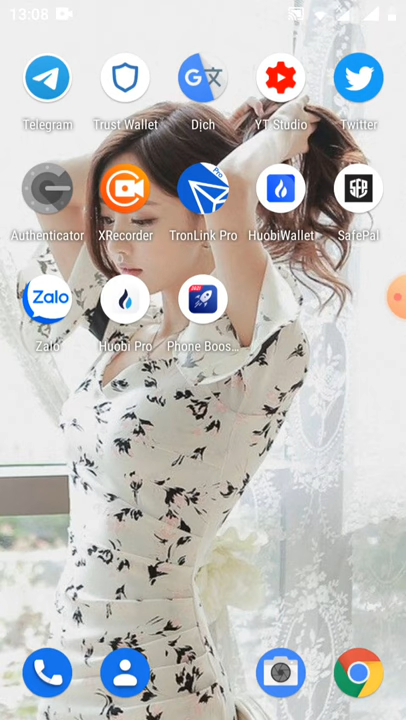 13:08
Telegram
Trust Wallet
Dịch
YT Studio
Twitter
Authenticator
XRecorder
TronLink Pro
HuobiWallet
SafePal
Zalo
Zalo
Huobi Pro
Phone Boos...